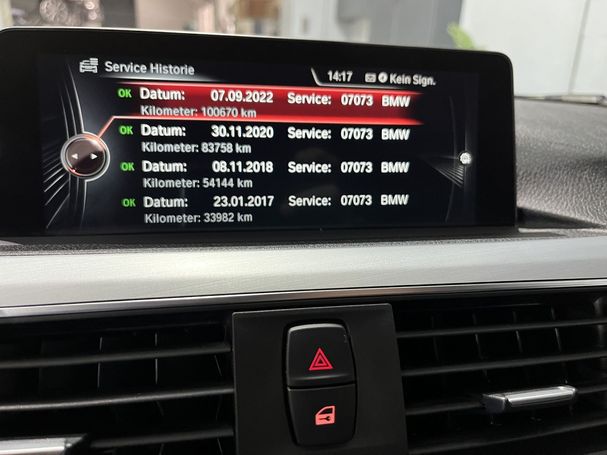 Service Historie
14:17 Kein Sign.
OK Datum: 07.09.2022 Service: 07073 BMW
Kilometer: 100670 km
OK Datum: 30.11.2020 Service: 07073 BMW
Kilometer: 83758 km
OK Datum: 08.11.2018 Service: 07073 BMW
Kilometer: 54144 km
OK Datum: 23.01.2017 Service: 07073 BMW
Kilometer: 33982 km